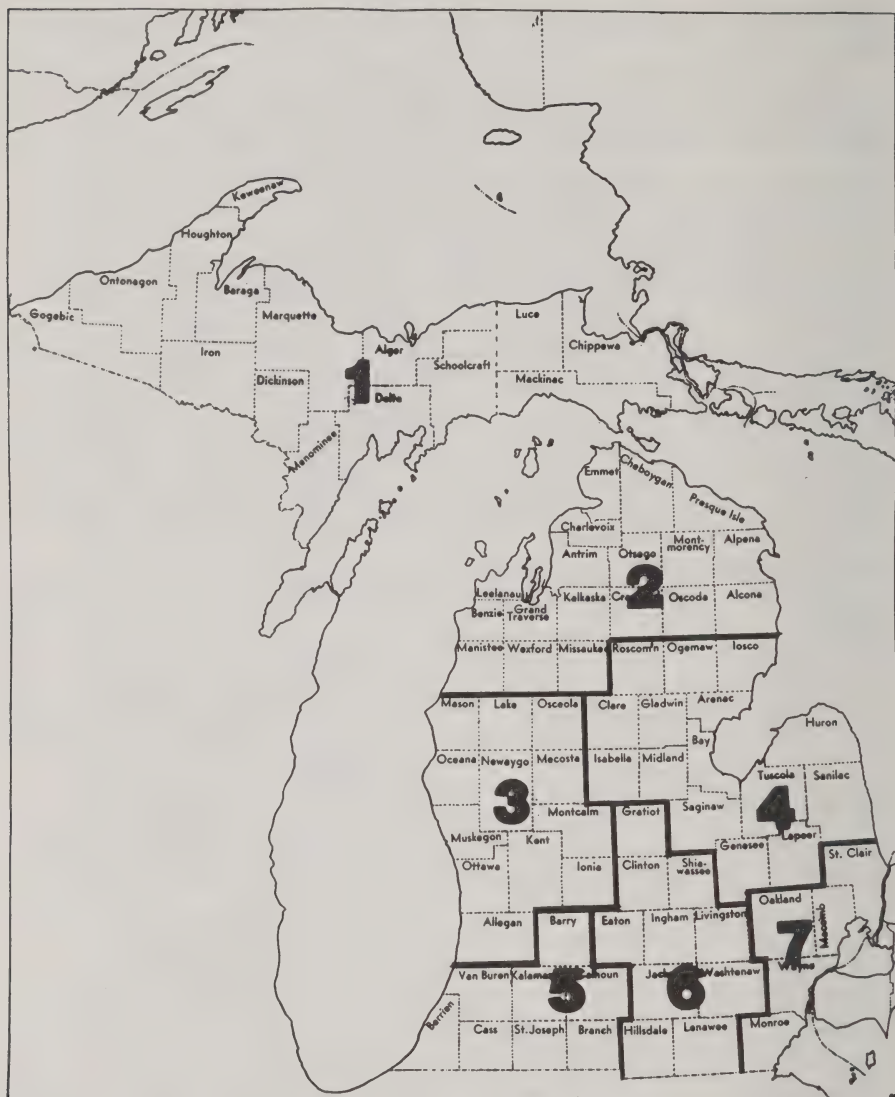 Keweenaw
Houghton
Ontonagon
Baraga
Gogebic
Marquette
Luce
Alger
Chippewa
Iron
Schoolcraft
Mackinac
Dickinson
1
Delta
Menominee
Emmet
Cheboygan
Presque Isle
Charlevoix
Antrim
Otsego
Mont-
morency
Alpena
2
Leelanau
Kalkaska
Oscoda
Alcona
Benzie
Grand
Traverse
Manistee
Wexford
Missaukee
Roscom'n
Ogemaw
Iosco
Mason
Lake
Osceola
Clare
Gladwin
Arenac
Huron
Bay
Oceana
Newaygo
Mecosta
Isabella
Midland
Tuscola
Sanilac
3
4
Montcalm
Gratiot
Saginaw
Muskegon
Kent
Genesee
Lapeer
Ottawa
Ionia
Clinton
Shia-
wassee
St. Clair
Oakland
Macomb
Allegan
Barry
Eaton
Ingham
Livingston
7
Wayne
Van Buren
5
6
Washtenaw
Berrien
Cass
St. Joseph
Branch
Hillsdale
Lenawee
Monroe